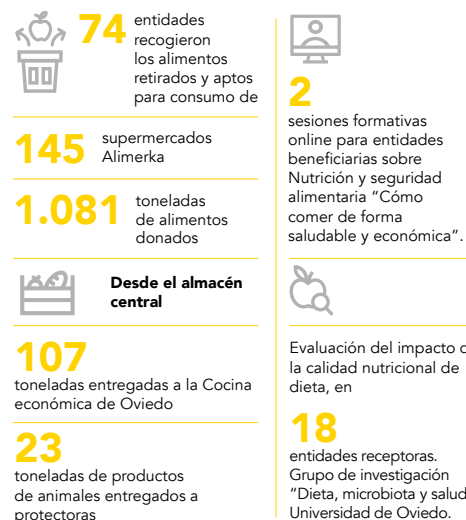 74 entidades
recogieron
los alimentos
retirados y aptos
para consumo de
145 supermercados
Alimerka
1.081 toneladas
de alimentos
donados
Desde el almacén
central
107
toneladas entregadas a la Cocina
económica de Oviedo
23
toneladas de productos
de animales entregados a
protectoras
2
sesiones formativas
online para entidades
beneficiarias sobre
Nutrición y seguridad
alimentaria “Cómo
comer de forma
saludable y económica”.
Evaluación del impacto
la calidad nutricional de
dieta, en
18
entidades receptoras.
Grupo de investigación
“Dieta, microbiota y salud
Universidad de Oviedo.